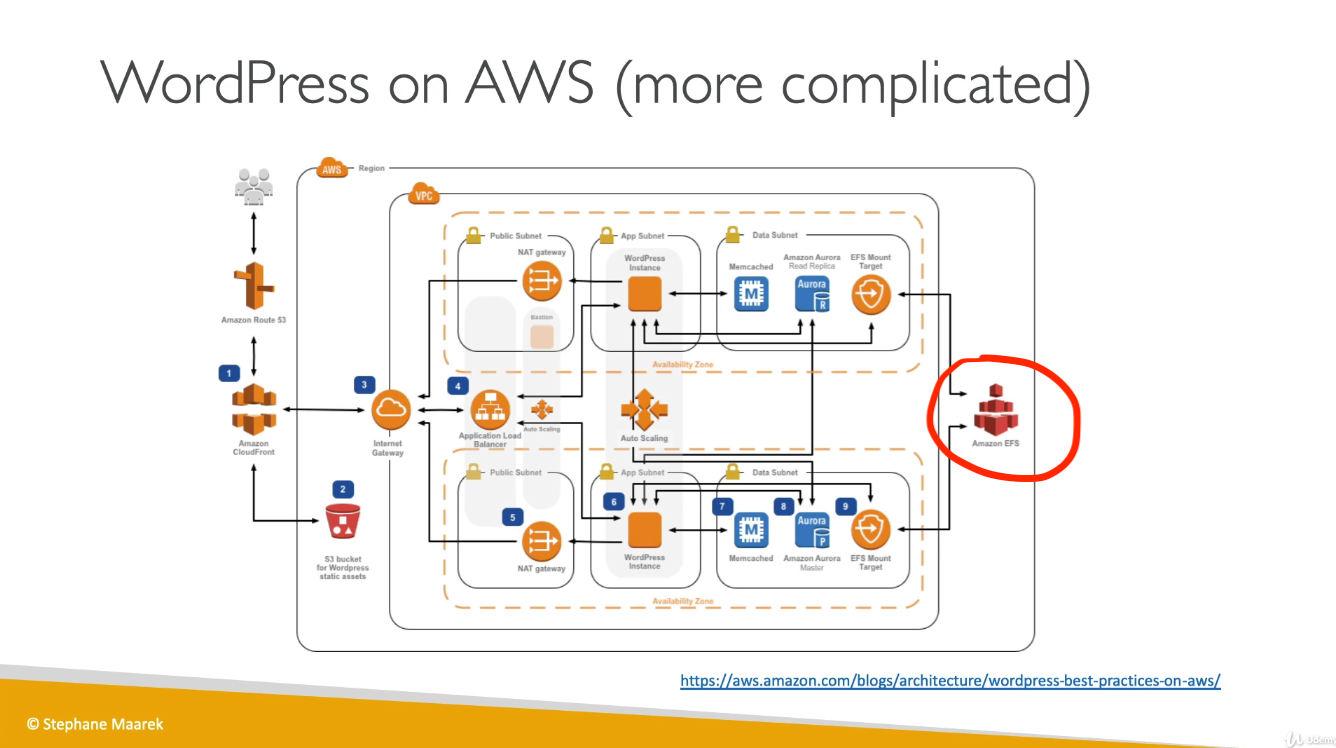 WordPress on AWS (more complicated)
AWS
Region
VPC
Public Subnet
App Subnet
Data Subnet
NAT gateway
WordPress
Instance
Memcached
M
Amazon Aurora
Read Replica
Aurora
R
EFS Mount
Target
Bastion
Availability Zone
Amazon Route 53
1
Amazon
CloudFront
2
S3 bucket
for Wordpress
static assets
3
Internet
Gateway
4
Application Load
Balancer
Auto Scaling
Auto Scaling
Amazon EFS
Public Subnet
App Subnet
Data Subnet
5
NAT gateway
6
WordPress
Instance
7
M
Memcached
8
Aurora
P
Amazon Aurora
Master
9
EFS Mount
Target
Availability Zone
https://aws.amazon.com/blogs/architecture/wordpress-best-practices-on-aws/
© Stephane Maarek
Udemy